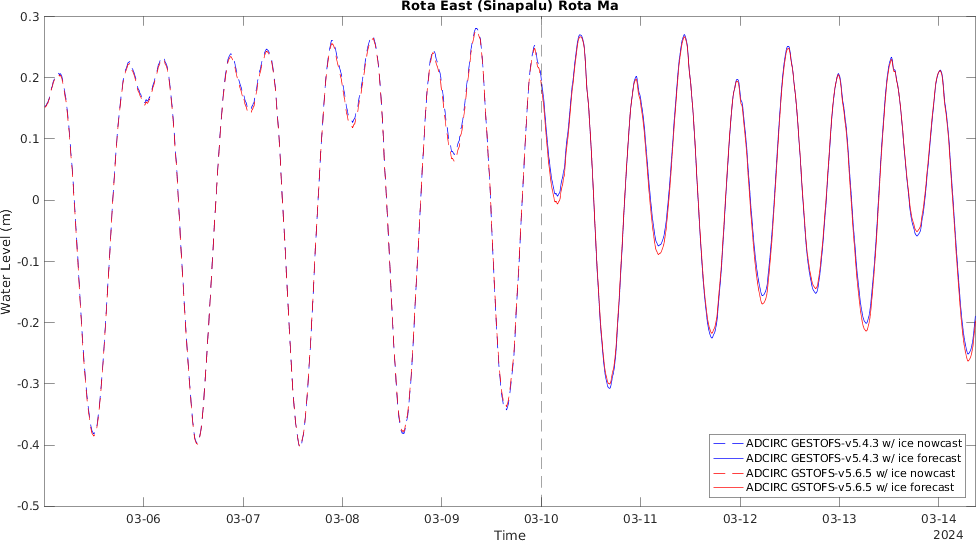 Rota East (Sinapalu) Rota Ma
Water Level (m)
0.3
0.2
0.1
0
-0.1
-0.2
-0.3
-0.4
-0.5
03-06
03-07
03-08
03-09
03-10
03-11
03-12
03-13
03-14
Time
2024
ADCIRC GESTOFS-v5.4.3 w/ ice nowcast
ADCIRC GESTOFS-v5.4.3 w/ ice forecast
ADCIRC GSTOFS-v5.6.5 w/ ice nowcast
ADCIRC GSTOFS-v5.6.5 w/ ice forecast